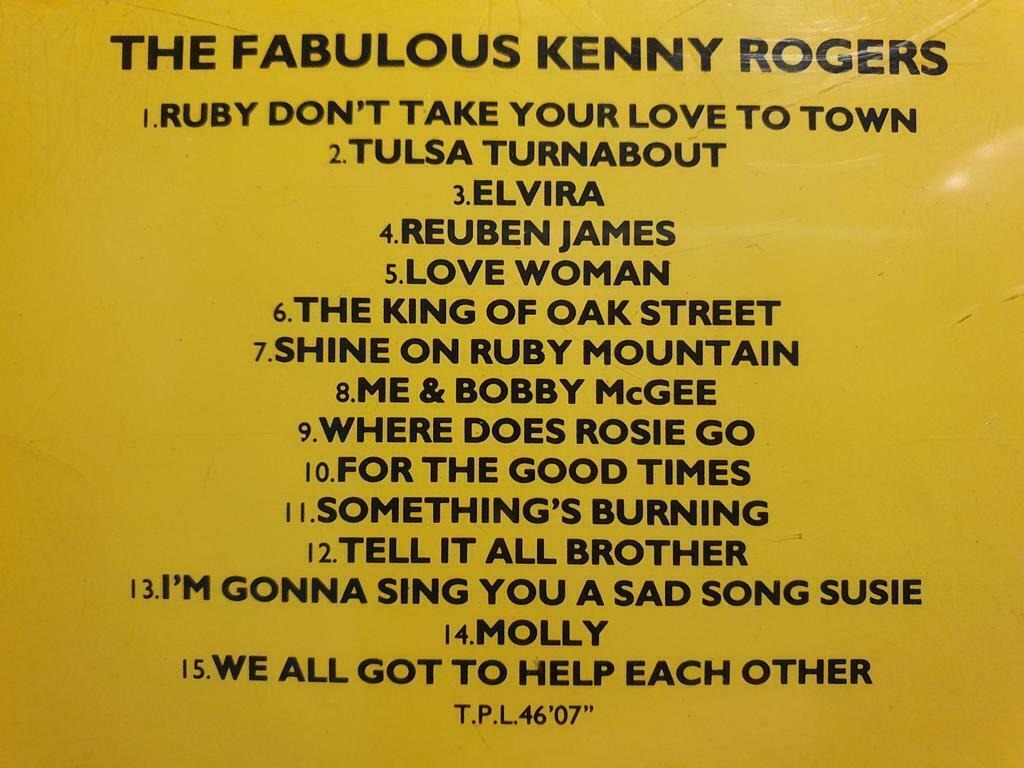 THE FABULOUS KENNY ROGERS
1.RUBY DON'T TAKE YOUR LOVE TO TOWN
2.TULSA TURNABOUT
3.ELVIRA
4.REUBEN JAMES
5.LOVE WOMAN
6.THE KING OF OAK STREET
7.SHINE ON RUBY MOUNTAIN
8.ME & BOBBY McGEE
9.WHERE DOES ROSIE GO
10.FOR THE GOOD TIMES
11.SOMETHING'S BURNING
12.TELL IT ALL BROTHER
13.I'M GONNA SING YOU A SAD SONG SUSIE
14.MOLLY
15.WE ALL GOT TO HELP EACH OTHER
T.P.L.46'07"